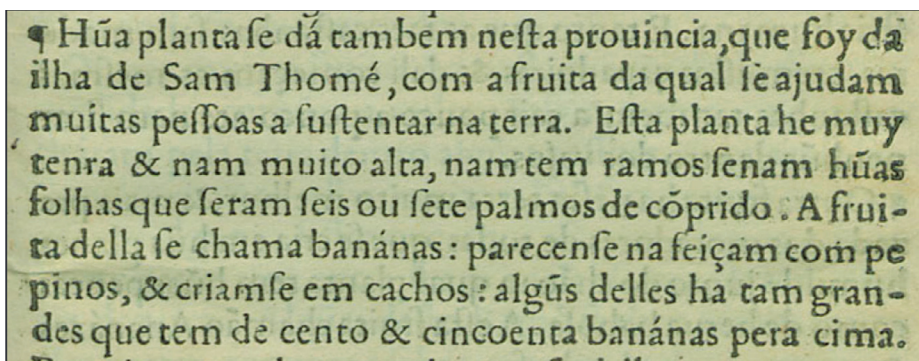 ¶ Hũa planta ſe dá tambem neſta prouincia,que foy da
ilha de Sam Thomé,com a fruita da qual ſe ajudam
muitas peſſoas a ſuſtentar na terra. Eſta planta he muy
tenra & nam muito alta, nam tem ramos ſenam hũas
folhas que ſeram ſeis ou ſete palmos de cõprido. A frui-
ta della ſe chama banánas: parecenſe na feiçam com pe
pinos, & criamſe em cachos: algũs delles ha tam gran-
des que tem de cento & cincoenta banánas pera cima.